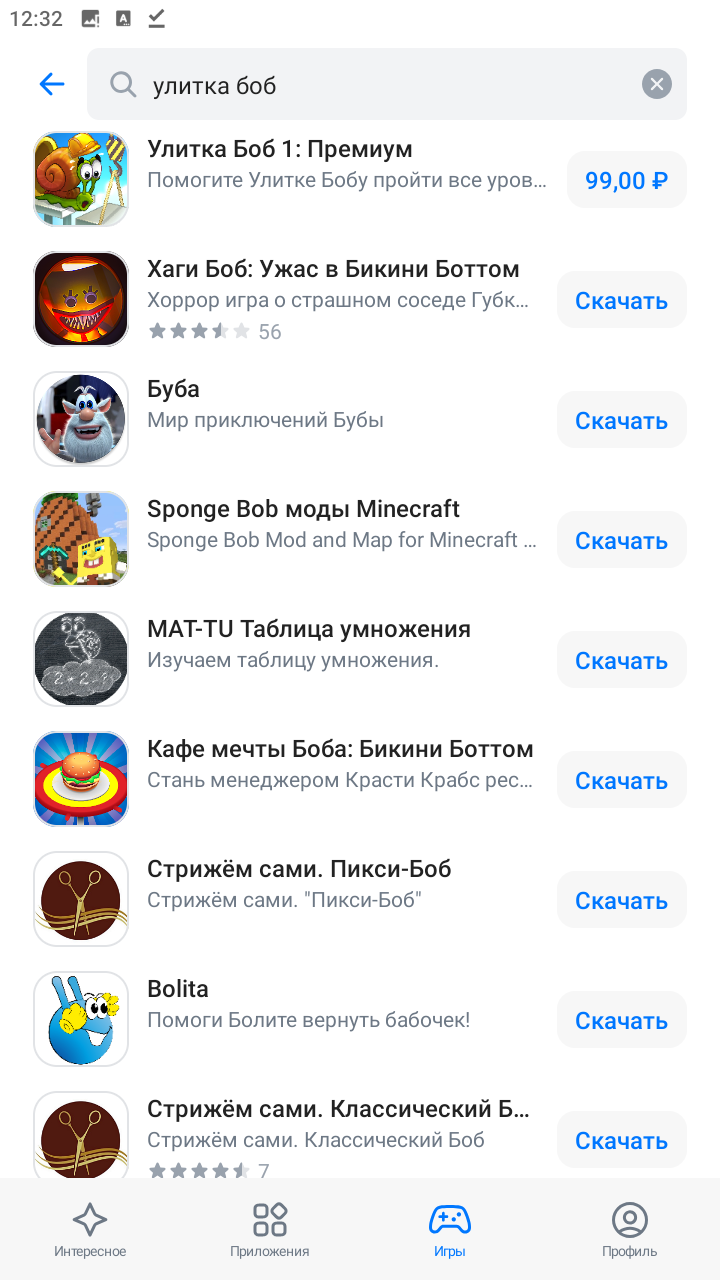 12:32
улитка боб
Улитка Боб 1: Премиум
Помогите Улитке Бобу пройти все уров...
99,00 ₽
Хаги Боб: Ужас в Бикини Боттом
Хоррор игра о страшном соседе Губк...
56
Скачать
Буба
Мир приключений Бубы
Скачать
Sponge Bob моды Minecraft
Sponge Bob Mod and Map for Minecraft ...
Скачать
MAT-TU Таблица умножения
Изучаем таблицу умножения.
Скачать
Кафе мечты Боба: Бикини Боттом
Стань менеджером Красти Крабс рес...
Скачать
Стрижём сами. Пикси-Боб
Стрижём сами. "Пикси-Боб"
Скачать
Bolita
Помоги Болите вернуть бабочек!
Скачать
Стрижём сами. Классический Б...
Стрижём сами. Классический Боб
7
Скачать
Интересное
Приложения
Игры
Профиль